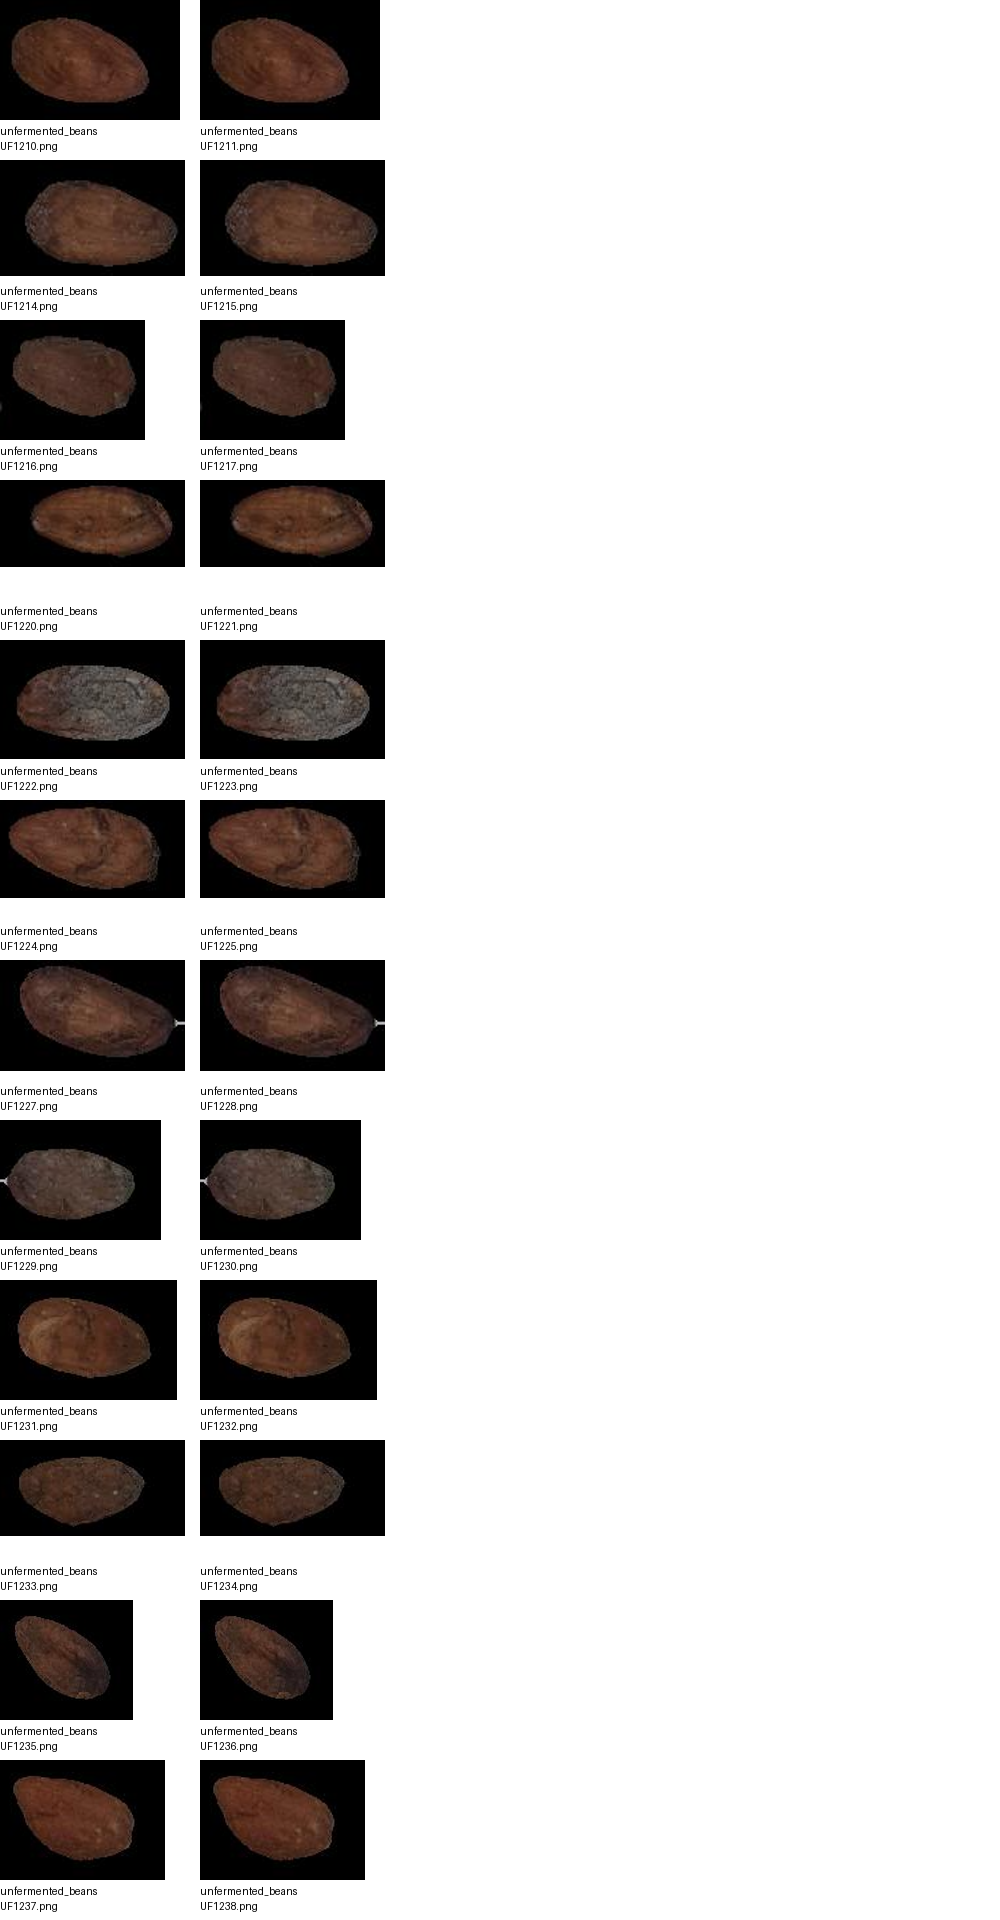 unfermented_beans unfermented_beans
UF1210.png UF1211.png
unfermented_beans unfermented_beans
UF1214.png UF1215.png
unfermented_beans unfermented_beans
UF1216.png UF1217.png
unfermented_beans unfermented_beans
UF1220.png UF1221.png
unfermented_beans unfermented_beans
UF1222.png UF1223.png
unfermented_beans unfermented_beans
UF1224.png UF1225.png
unfermented_beans unfermented_beans
UF1227.png UF1228.png
unfermented_beans unfermented_beans
UF1229.png UF1230.png
unfermented_beans unfermented_beans
UF1231.png UF1232.png
unfermented_beans unfermented_beans
UF1233.png UF1234.png
unfermented_beans unfermented_beans
UF1235.png UF1236.png
unfermented_beans unfermented_beans
UF1237.png UF1238.png